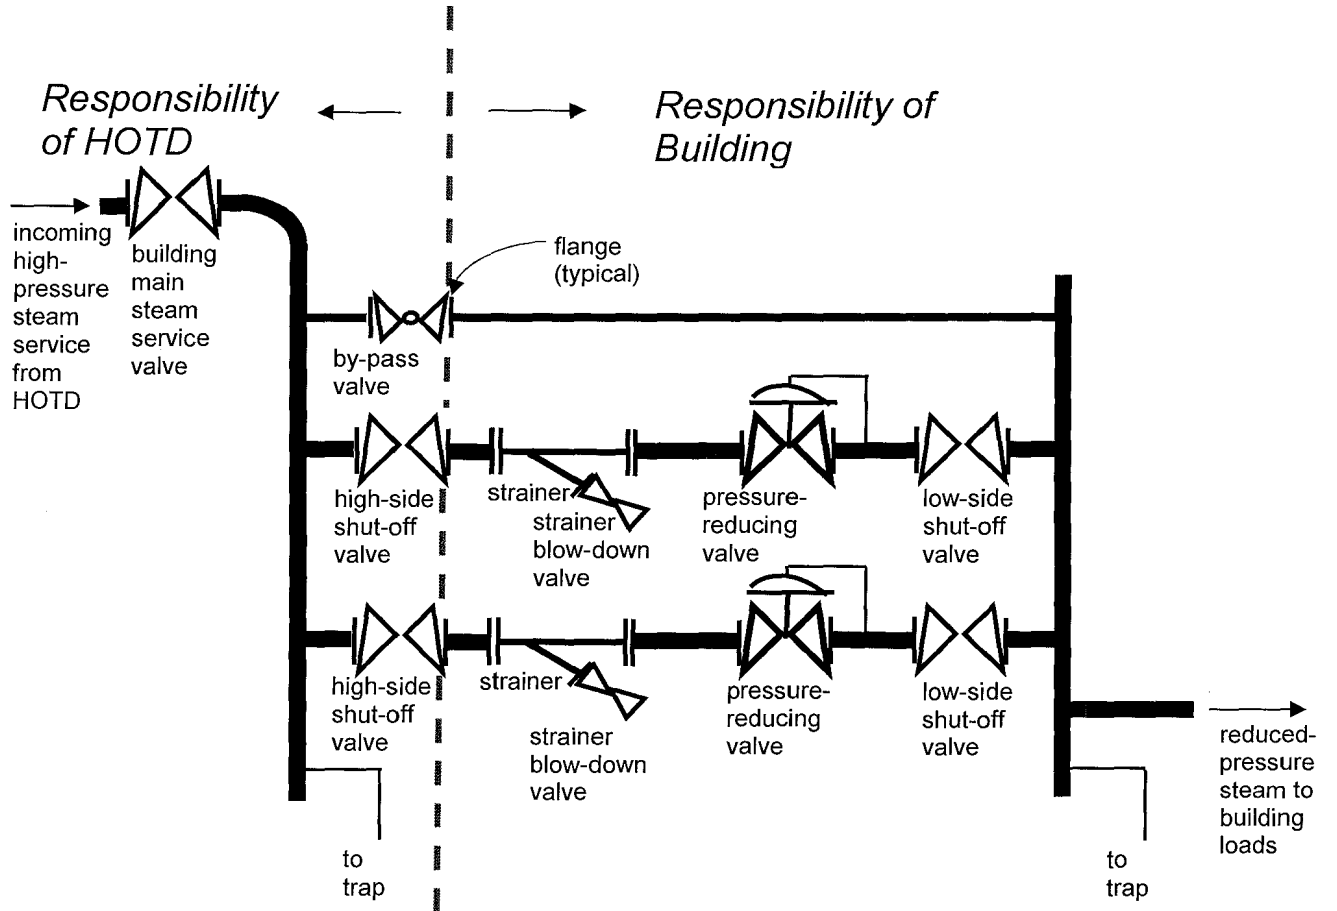 Responsibility
of HOTD
Responsibility of
Building
incoming
high-
pressure
steam
service
from
HOTD
building
main
steam
service
valve
flange
(typical)
by-pass
valve
high-side
shut-off
valve
strainer
strainer
blow-down
valve
pressure-
reducing
valve
low-side
shut-off
valve
high-side
shut-off
valve
strainer
strainer
blow-down
valve
pressure-
reducing
valve
low-side
shut-off
valve
reduced-
pressure
steam to
building
loads
to
trap
to
trap